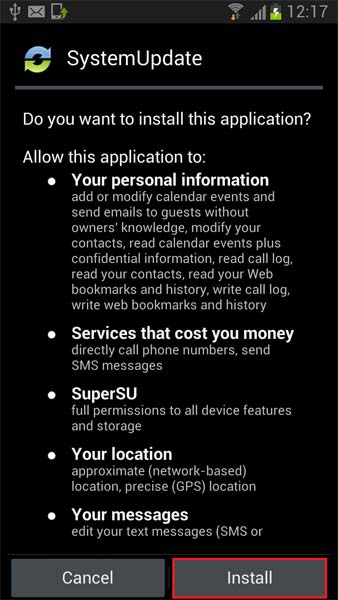 12:17
SystemUpdate
Do you want to install this application?
Allow this application to:
● Your personal information
add or modify calendar events and
send emails to guests without
owners' knowledge, modify your
contacts, read calendar events plus
confidential information, read call log,
read your contacts, read your Web
bookmarks and history, write call log,
write web bookmarks and history
● Services that cost you money
directly call phone numbers, send
SMS messages
● SuperSU
full permissions to all device features
and storage
● Your location
approximate (network-based)
location, precise (GPS) location
● Your messages
edit your text messages (SMS or
Cancel
Install